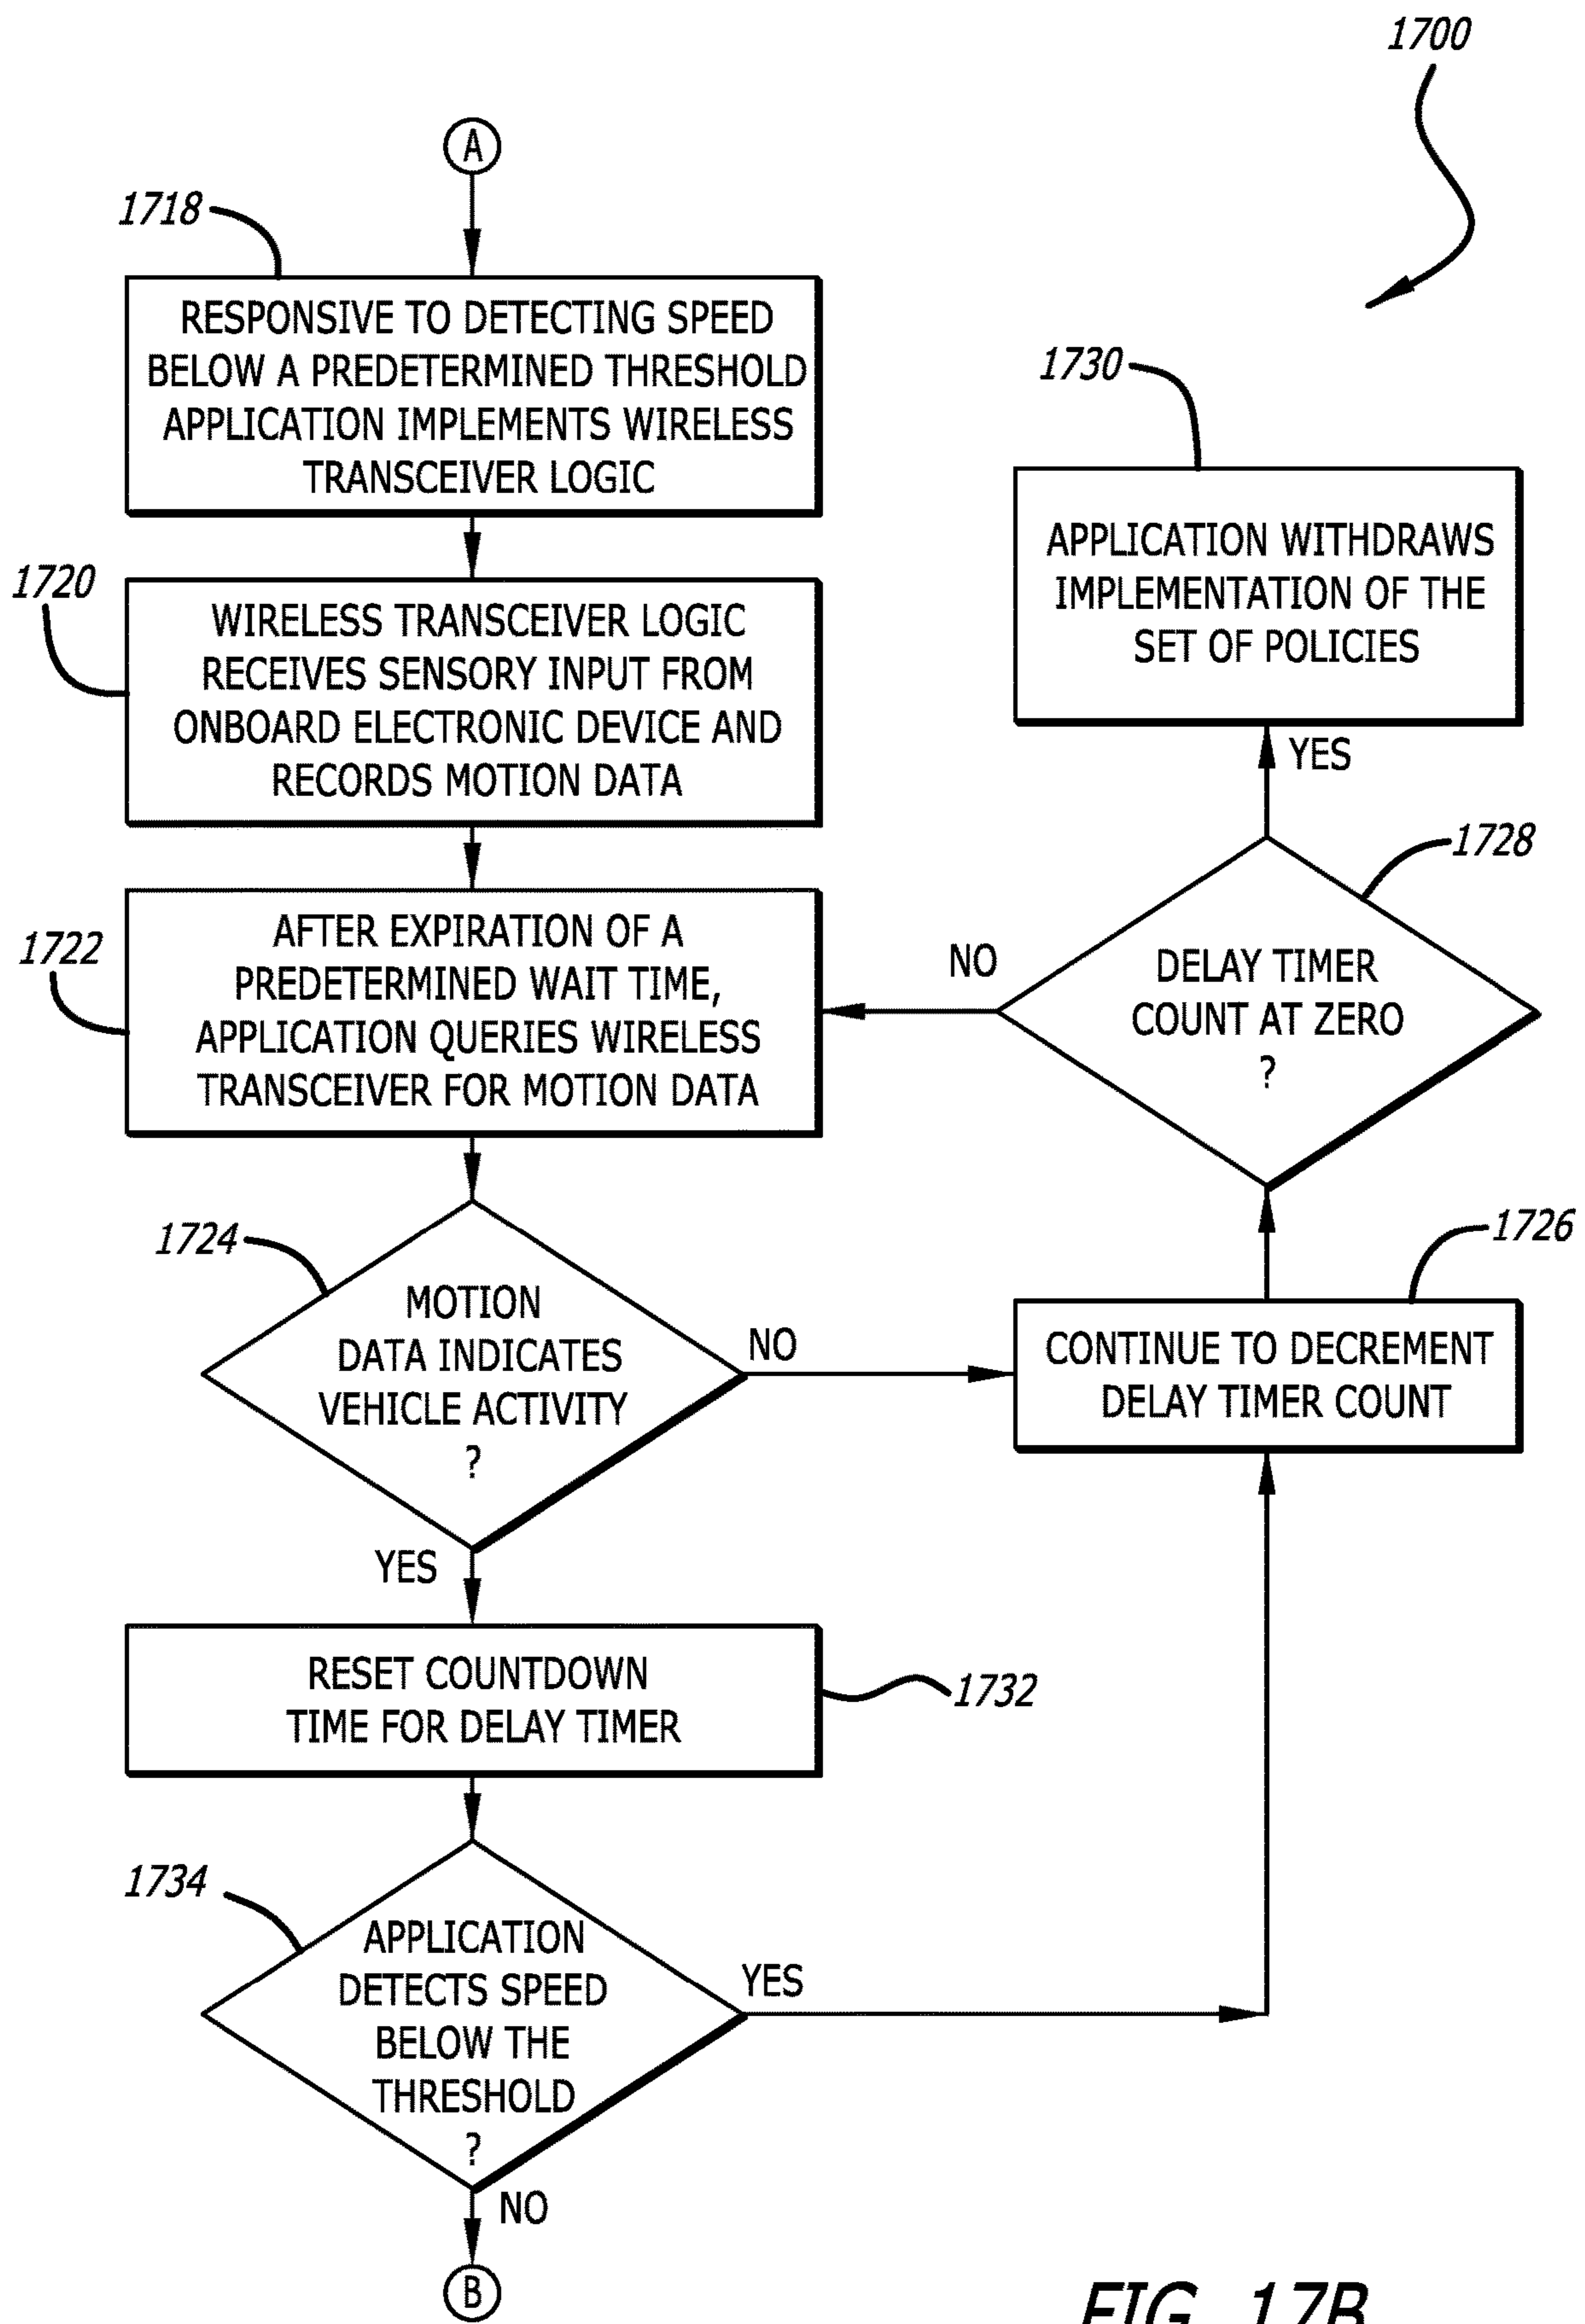 1700
A
1718
RESPONSIVE TO DETECTING SPEED
BELOW A PREDETERMINED THRESHOLD
APPLICATION IMPLEMENTS WIRELESS
TRANSCEIVER LOGIC
1720
WIRELESS TRANSCEIVER LOGIC
RECEIVES SENSORY INPUT FROM
ONBOARD ELECTRONIC DEVICE AND
RECORDS MOTION DATA
1722
AFTER EXPIRATION OF A
PREDETERMINED WAIT TIME,
APPLICATION QUERIES WIRELESS
TRANSCEIVER FOR MOTION DATA
1724
MOTION
DATA INDICATES
VEHICLE ACTIVITY
?
NO
YES
1730
APPLICATION WITHDRAWS
IMPLEMENTATION OF THE
SET OF POLICIES
YES
1728
DELAY TIMER
COUNT AT ZERO
?
NO
1726
CONTINUE TO DECREMENT
DELAY TIMER COUNT
RESET COUNTDOWN
TIME FOR DELAY TIMER
1732
1734
APPLICATION
DETECTS SPEED
BELOW THE
THRESHOLD
?
YES
NO
B
FIG. 17B